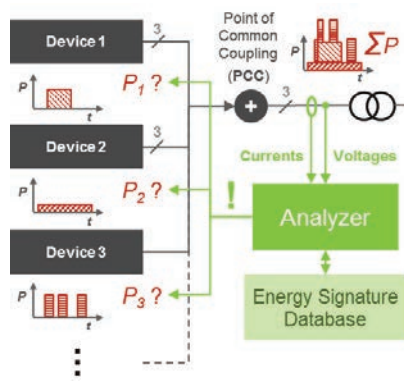 Device 1
3
Point of
Common
Coupling
(PCC)
P
t
ΣP
P
t
P1 ?
+
3
Device 2
3
Currents
Voltages
P
t
P2 ?
!
Analyzer
Device 3
3
P
t
P3 ?
Energy Signature
Database